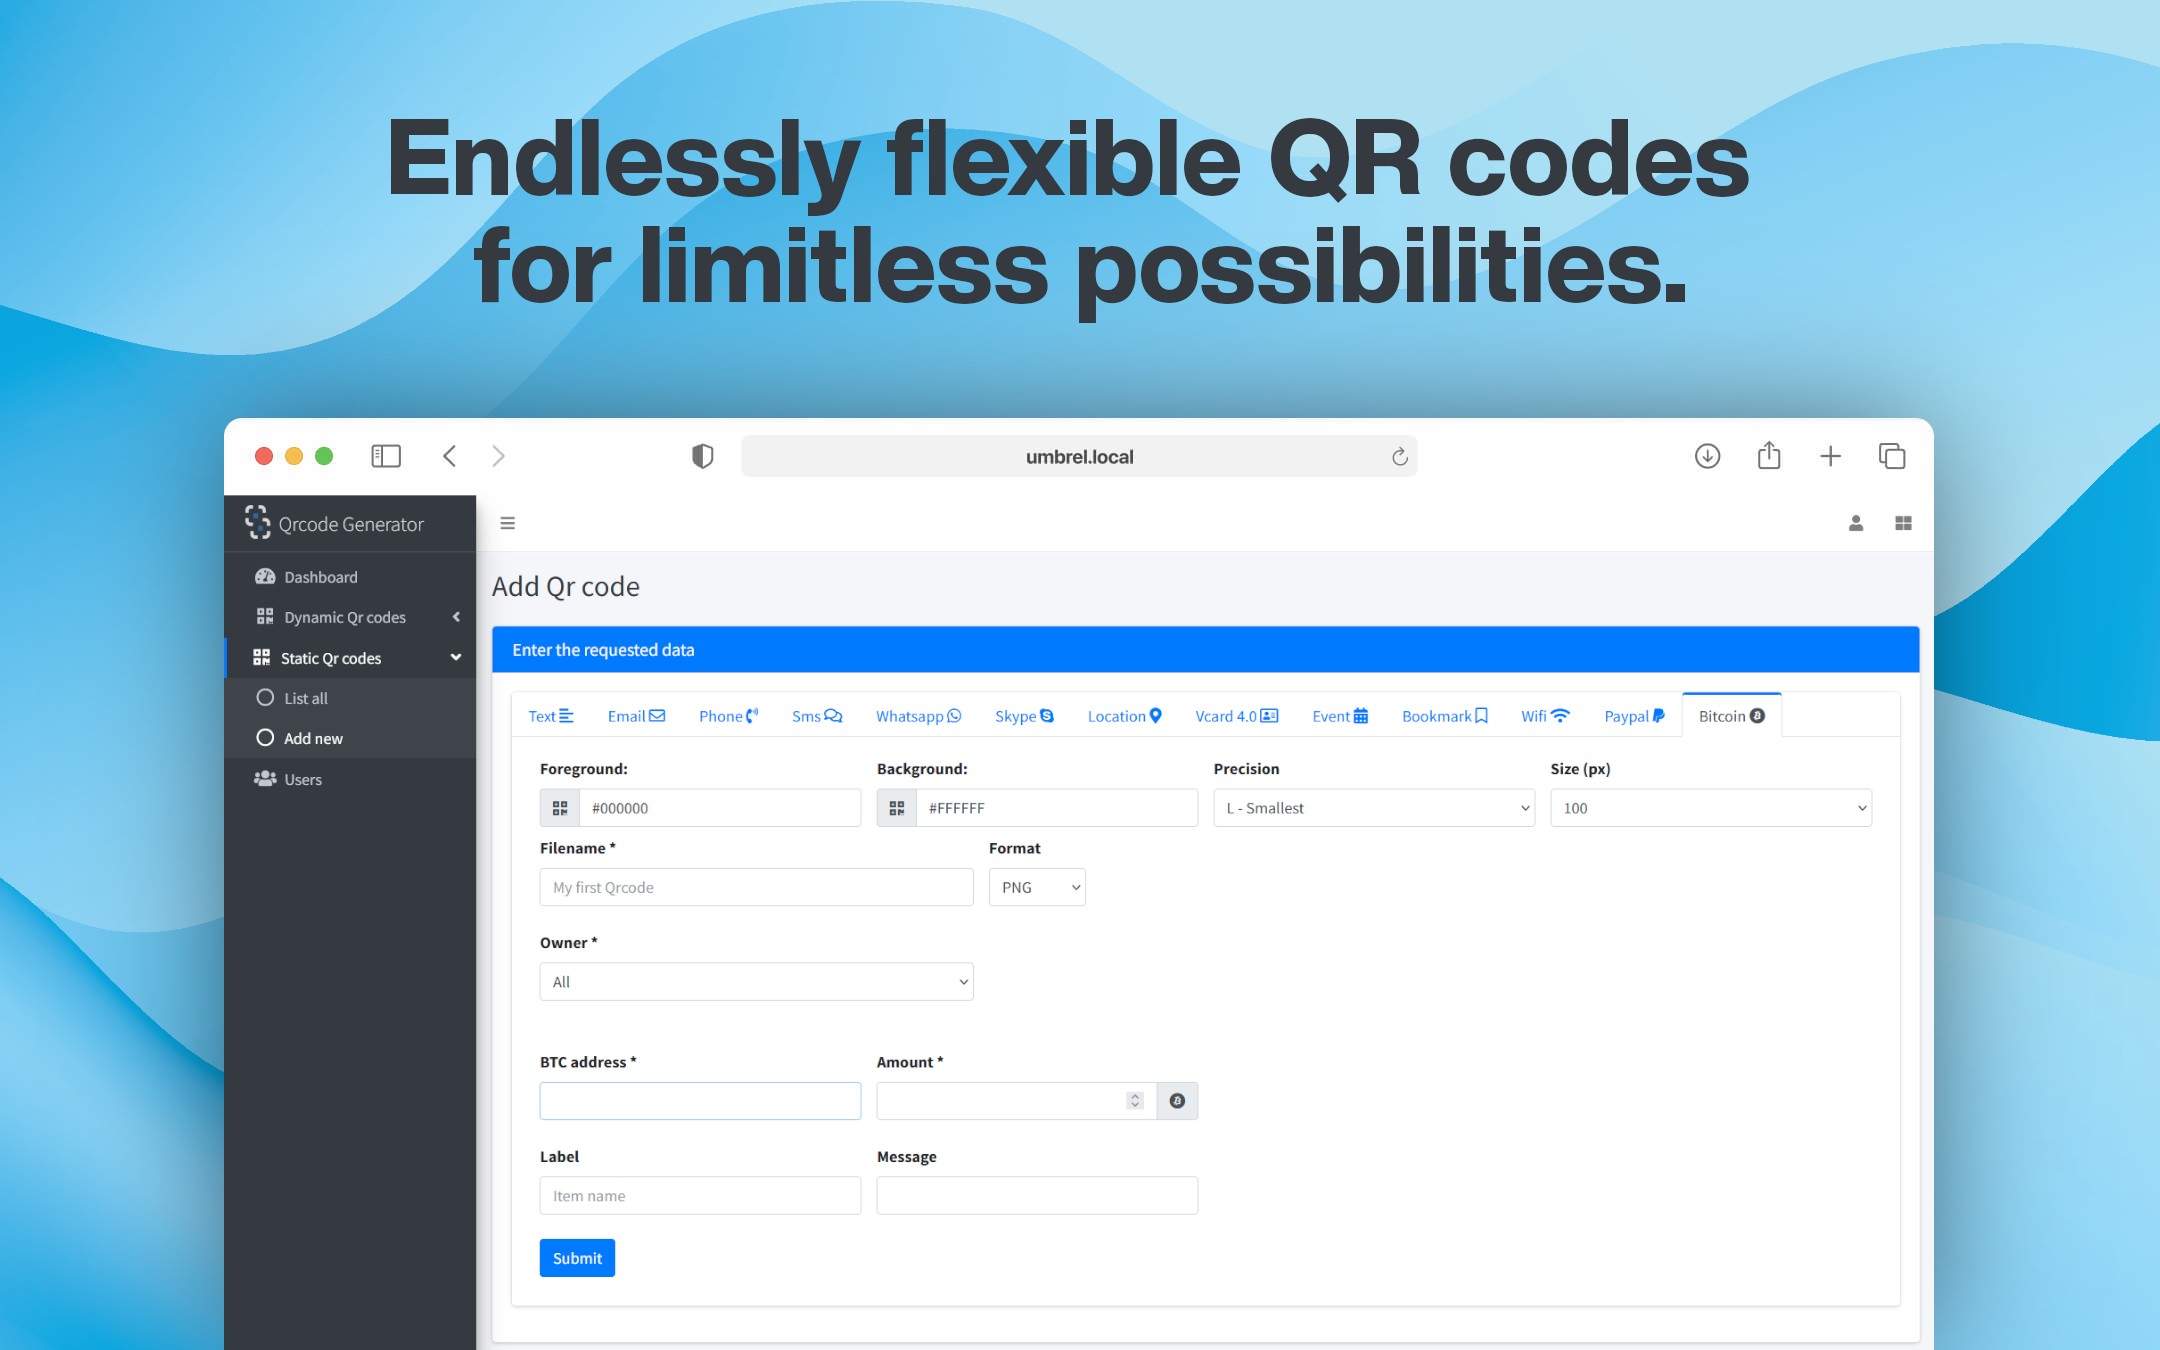 Endlessly flexible QR codes
for limitless possibilities.
umbrel.local
Qrcode Generator
Dashboard
Dynamic Qr codes
Static Qr codes
List all
Add new
Users
Add Qr code
Enter the requested data
Text Email Phone Sms Whatsapp Skype Location Vcard 4.0 Event Bookmark Wifi Paypal Bitcoin
Foreground: Background: Precision Size (px)
#000000 #FFFFFF L - Smallest 100
Filename * Format
My first Qrcode PNG
Owner *
All
BTC address * Amount *
Label Message
Item name
Submit